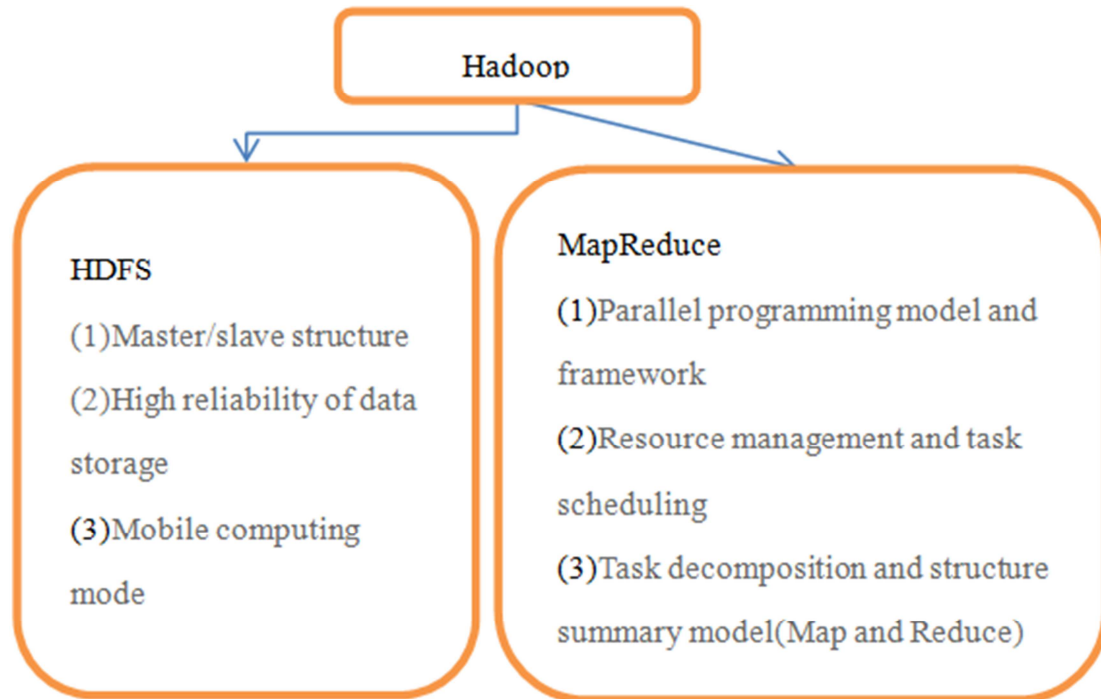 Hadoop
HDFS
(1)Master/slave structure
(2)High reliability of data
storage
(3)Mobile computing
mode
MapReduce
(1)Parallel programming model and
framework
(2)Resource management and task
scheduling
(3)Task decomposition and structure
summary model(Map and Reduce)